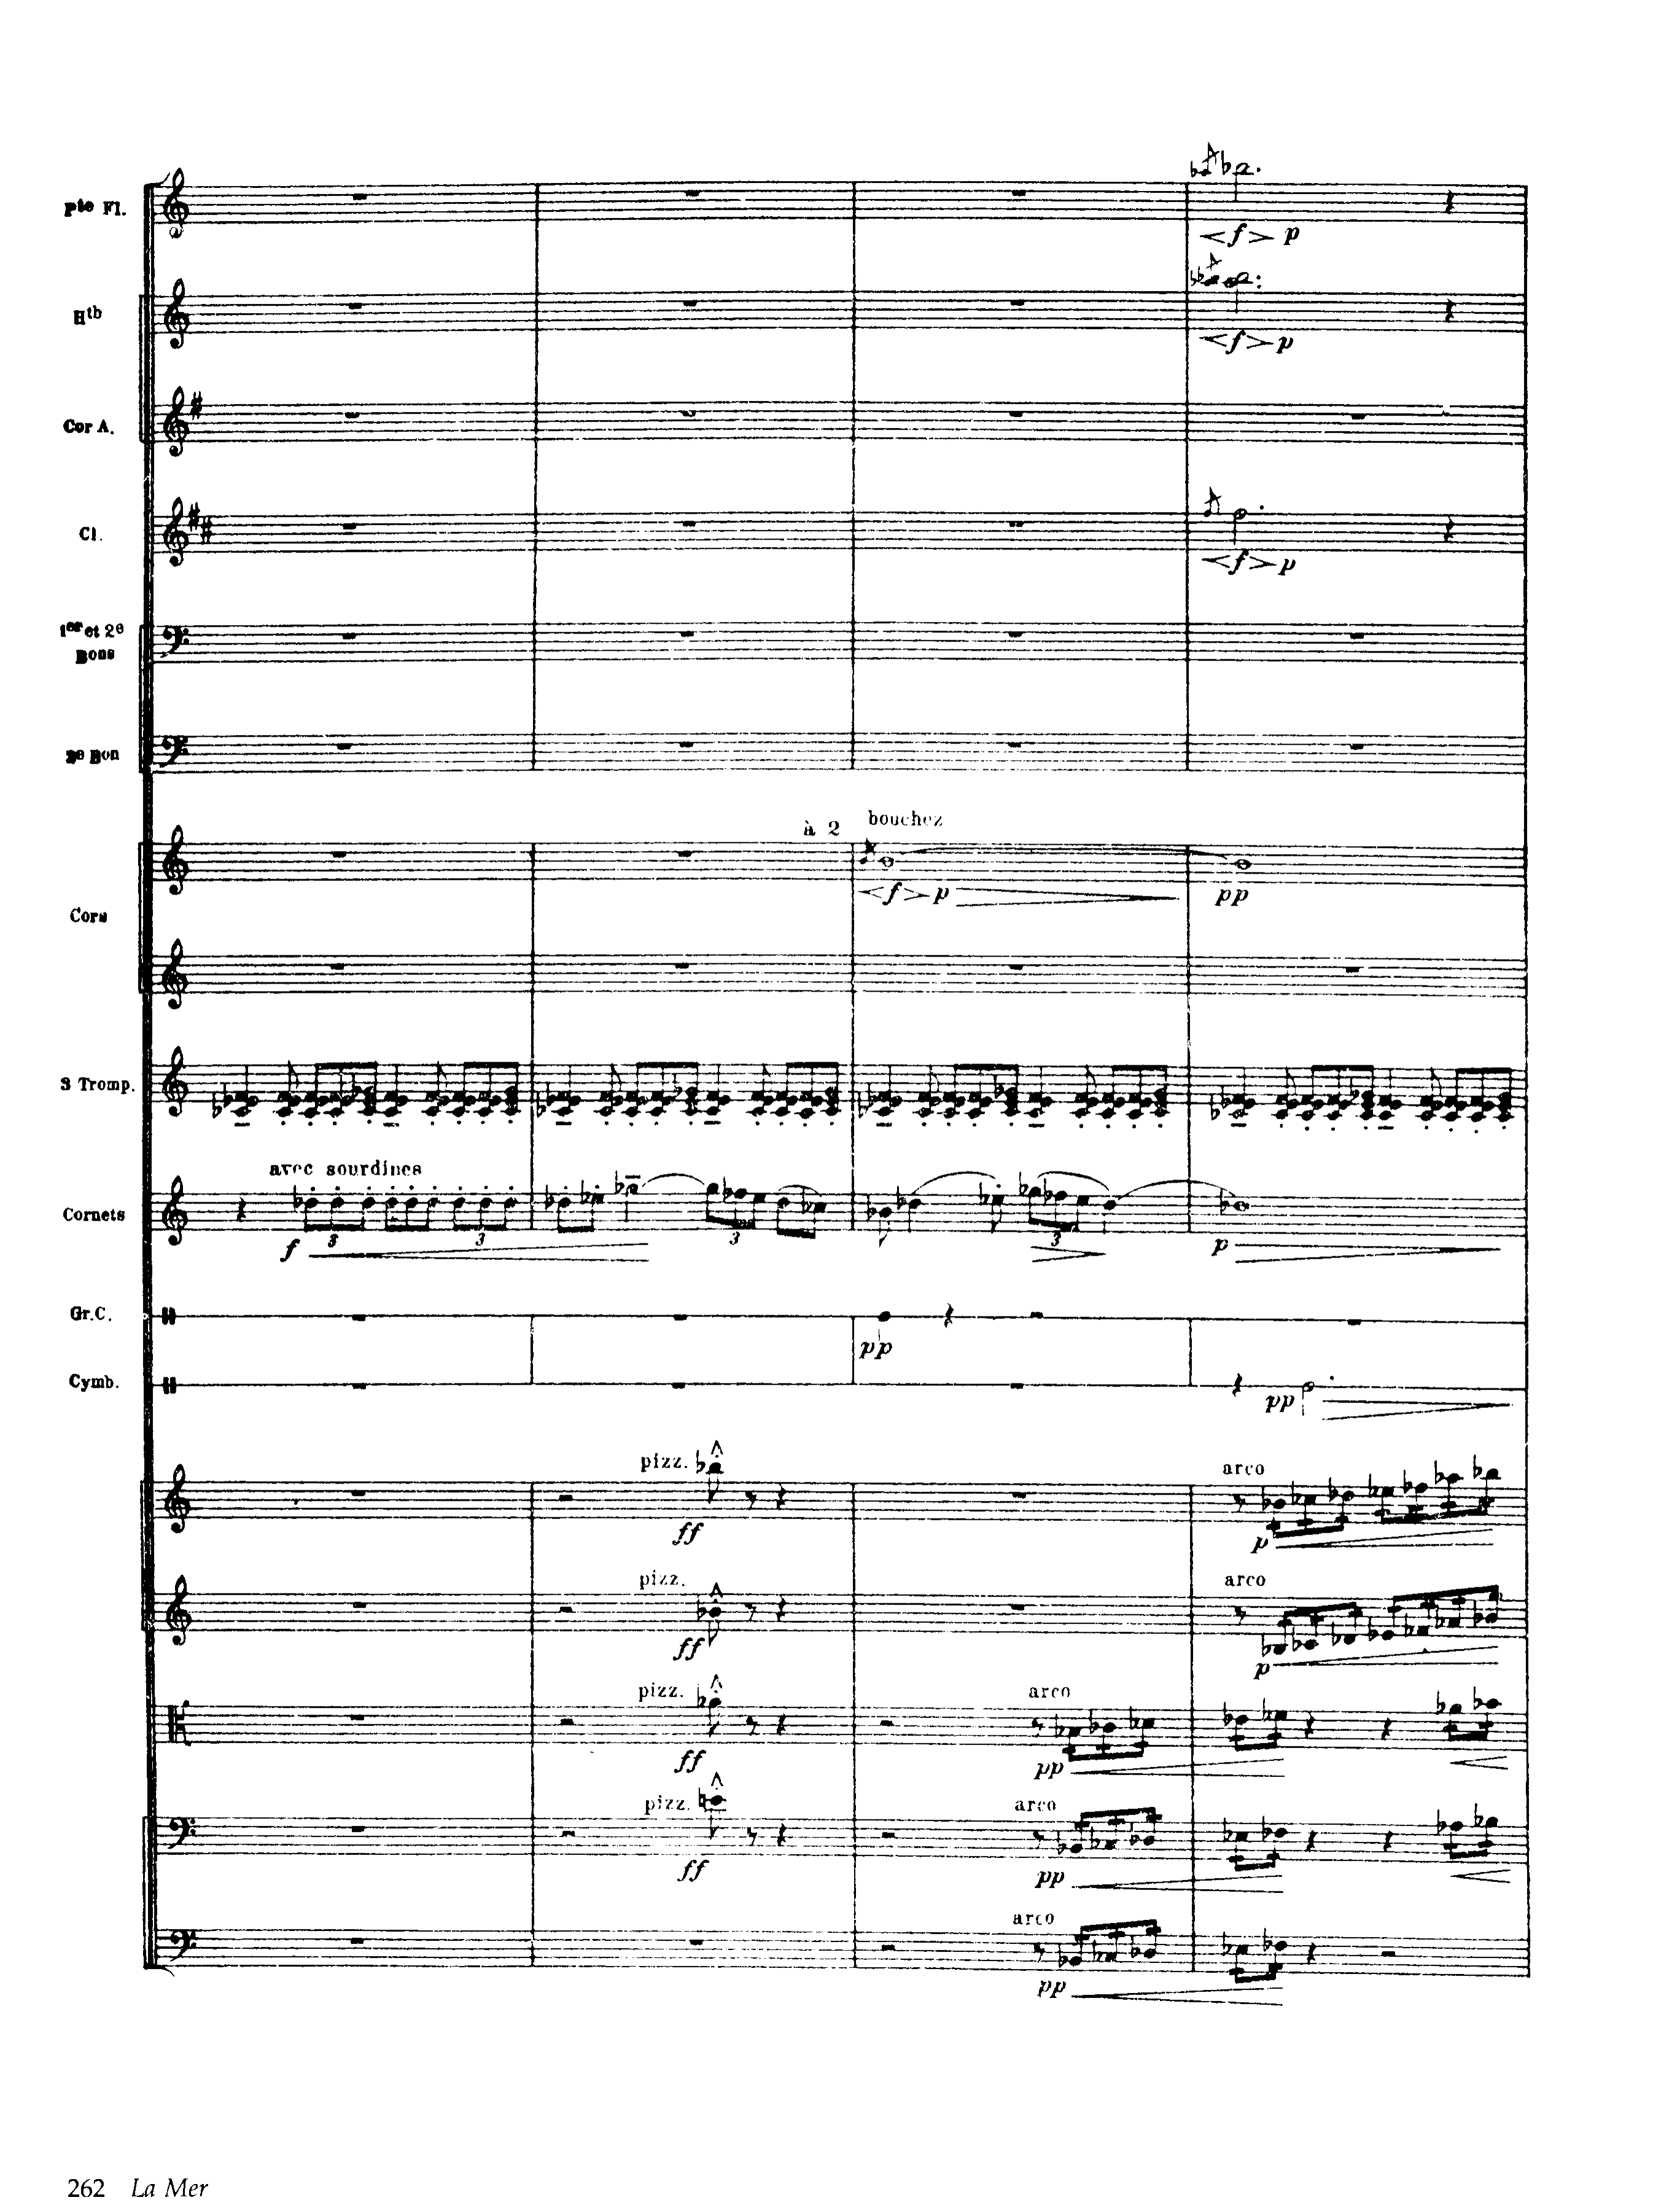 Pte Fl.
f p
Htb
f p
Cor A.
Cl.
f p
1er et 2e
Bons
3e Bon
à 2 bouchez
f p pp
Cors
3 Tromp.
avec sourdines
Cornets
3 3 3 3
f p
Gr.C.
pp
Cymb.
pp
pizz. arco
ff p
pizz. arco
ff p
pizz. arco
ff pp
pizz. arco
ff pp
arco
pp
262 La Mer